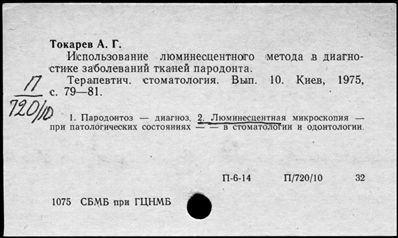 Токарев А. Г.
Использование люминесцентного метода в диагно-
стике заболеваний тканей пародонта.
Терапевтич. стоматология. Вып. 10. Киев, 1975,
с. 79—81.
П
720/10
1. Пародонтоз — диагноз. 2. Люминесцентная микроскопия —
при патологических состояниях — — в стоматологии и одонтологии.
П-6-14 П/720/10 32
1075 СБМБ при ГЦНМБ